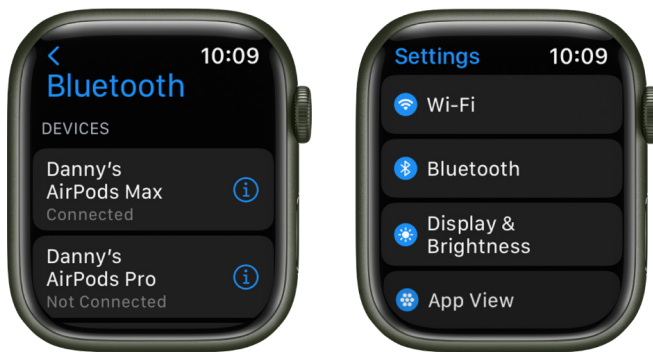 10:09
Bluetooth
DEVICES
Danny's
AirPods Max
Connected
Danny's
AirPods Pro
Not Connected
Settings 10:09
Wi-Fi
Bluetooth
Display &
Brightness
App View